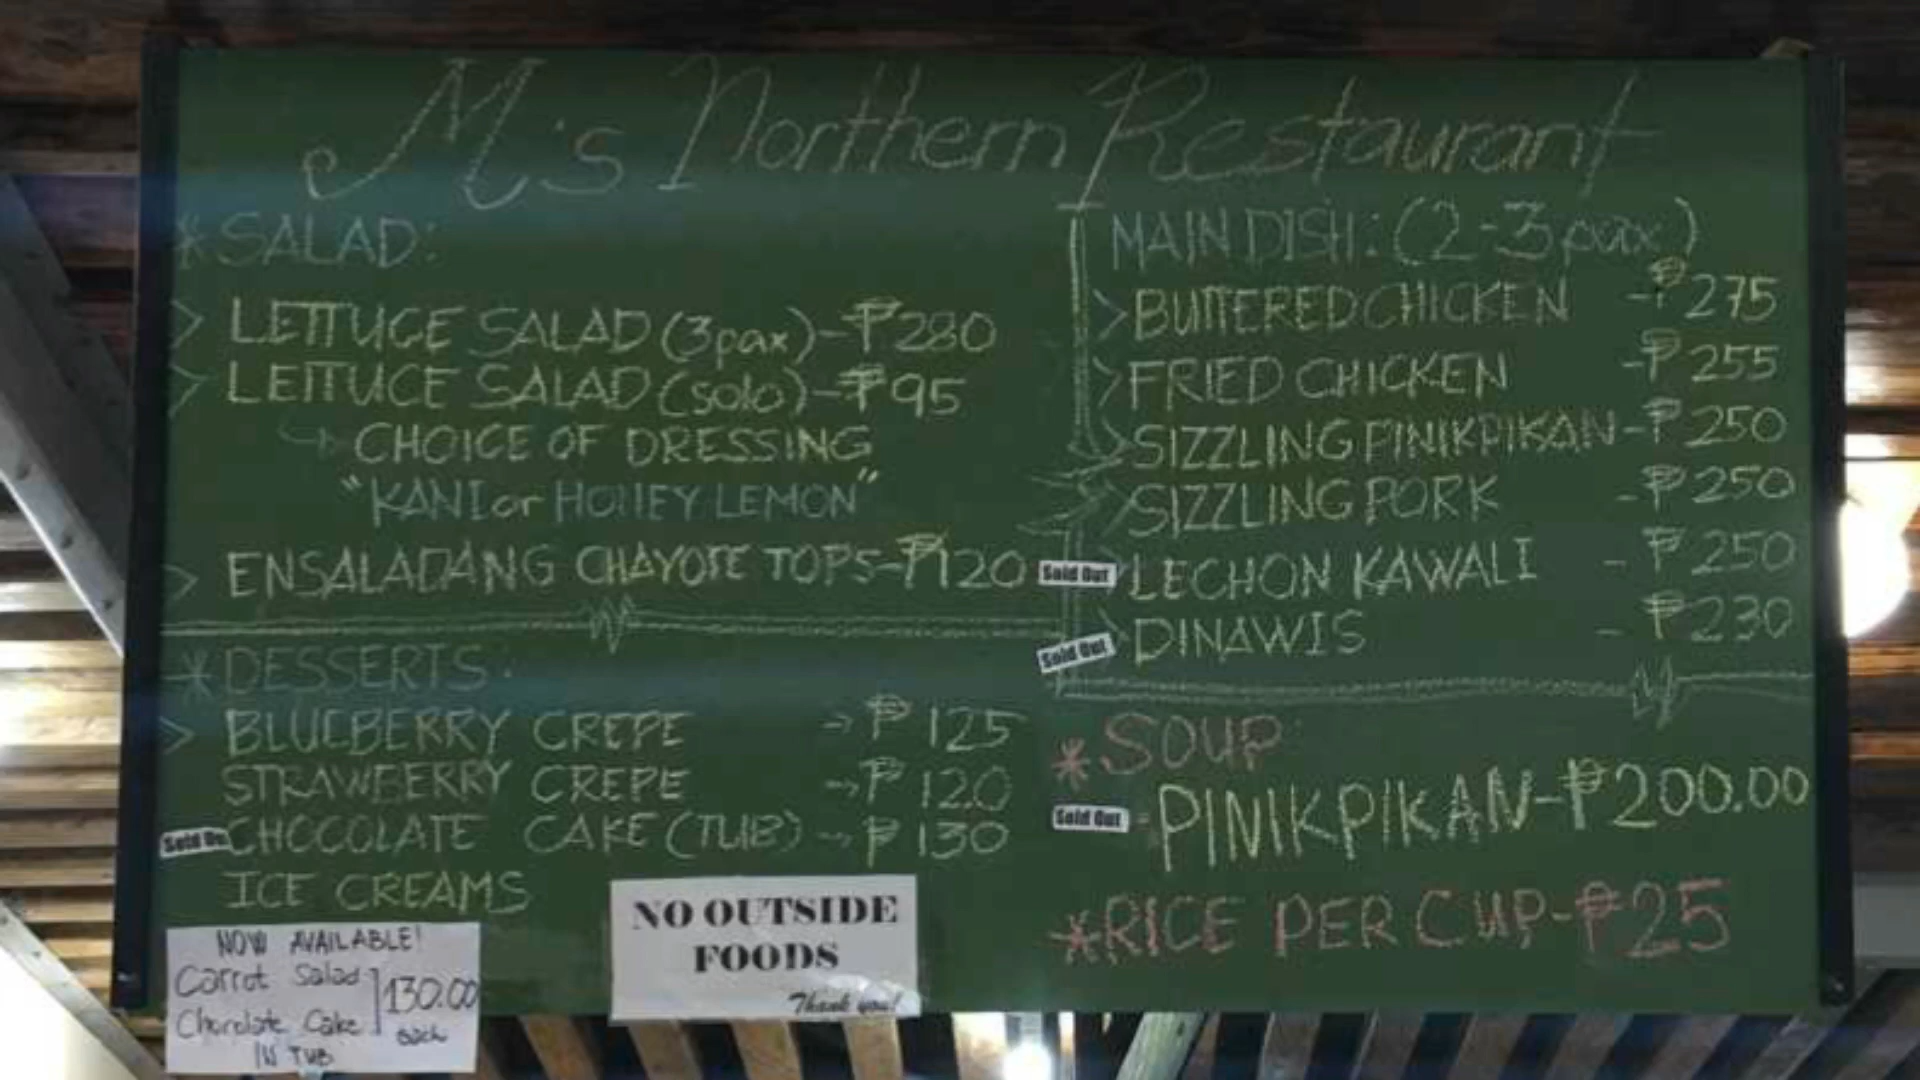 M's Northern Restaurant
*SALAD:
> LETTUCE SALAD (3pax)-₱280
> LETTUCE SALAD (solo)-₱95
CHOICE OF DRESSING
"KANI or HONEY LEMON"
> ENSALADANG CHAYOTE TOPS-₱120
*DESSERTS:
> BLUEBERRY CREPE -> ₱125
STRAWBERRY CREPE -> ₱120
Sold Out CHOCOLATE CAKE (TUB) -> ₱130
ICE CREAMS
NOW AVAILABLE!
Carrot Salad
Chocolate Cake
IN TUB
130.00
each
NO OUTSIDE
FOODS
Thank you!
MAIN DISH: (2-3pax)
> BUTTERED CHICKEN -₱275
> FRIED CHICKEN -₱255
> SIZZLING PINIKPIKAN-₱250
> SIZZLING PORK -₱250
Sold Out > LECHON KAWALI - ₱250
Sold Out > DINAWIS - ₱230
*SOUP
Sold Out - PINIKPIKAN-₱200.00
*RICE PER CUP-₱25